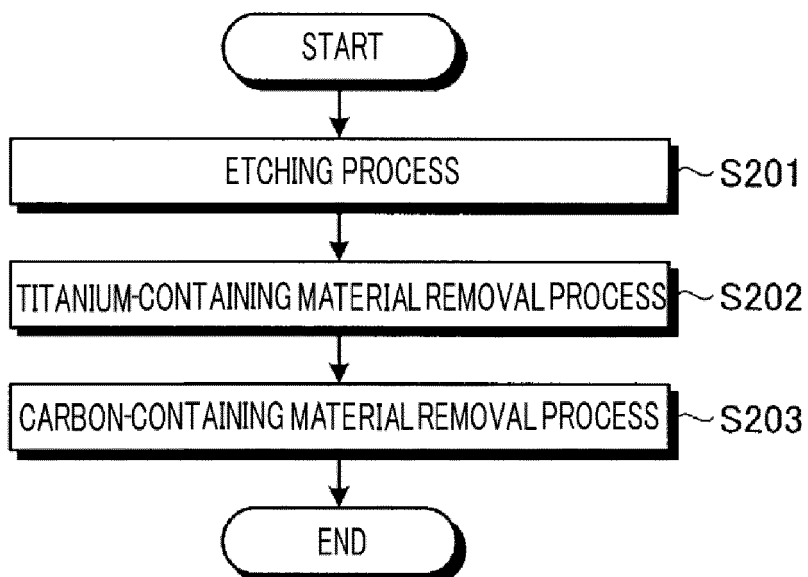 START
ETCHING PROCESS
S201
TITANIUM-CONTAINING MATERIAL REMOVAL PROCESS
S202
CARBON-CONTAINING MATERIAL REMOVAL PROCESS
S203
END